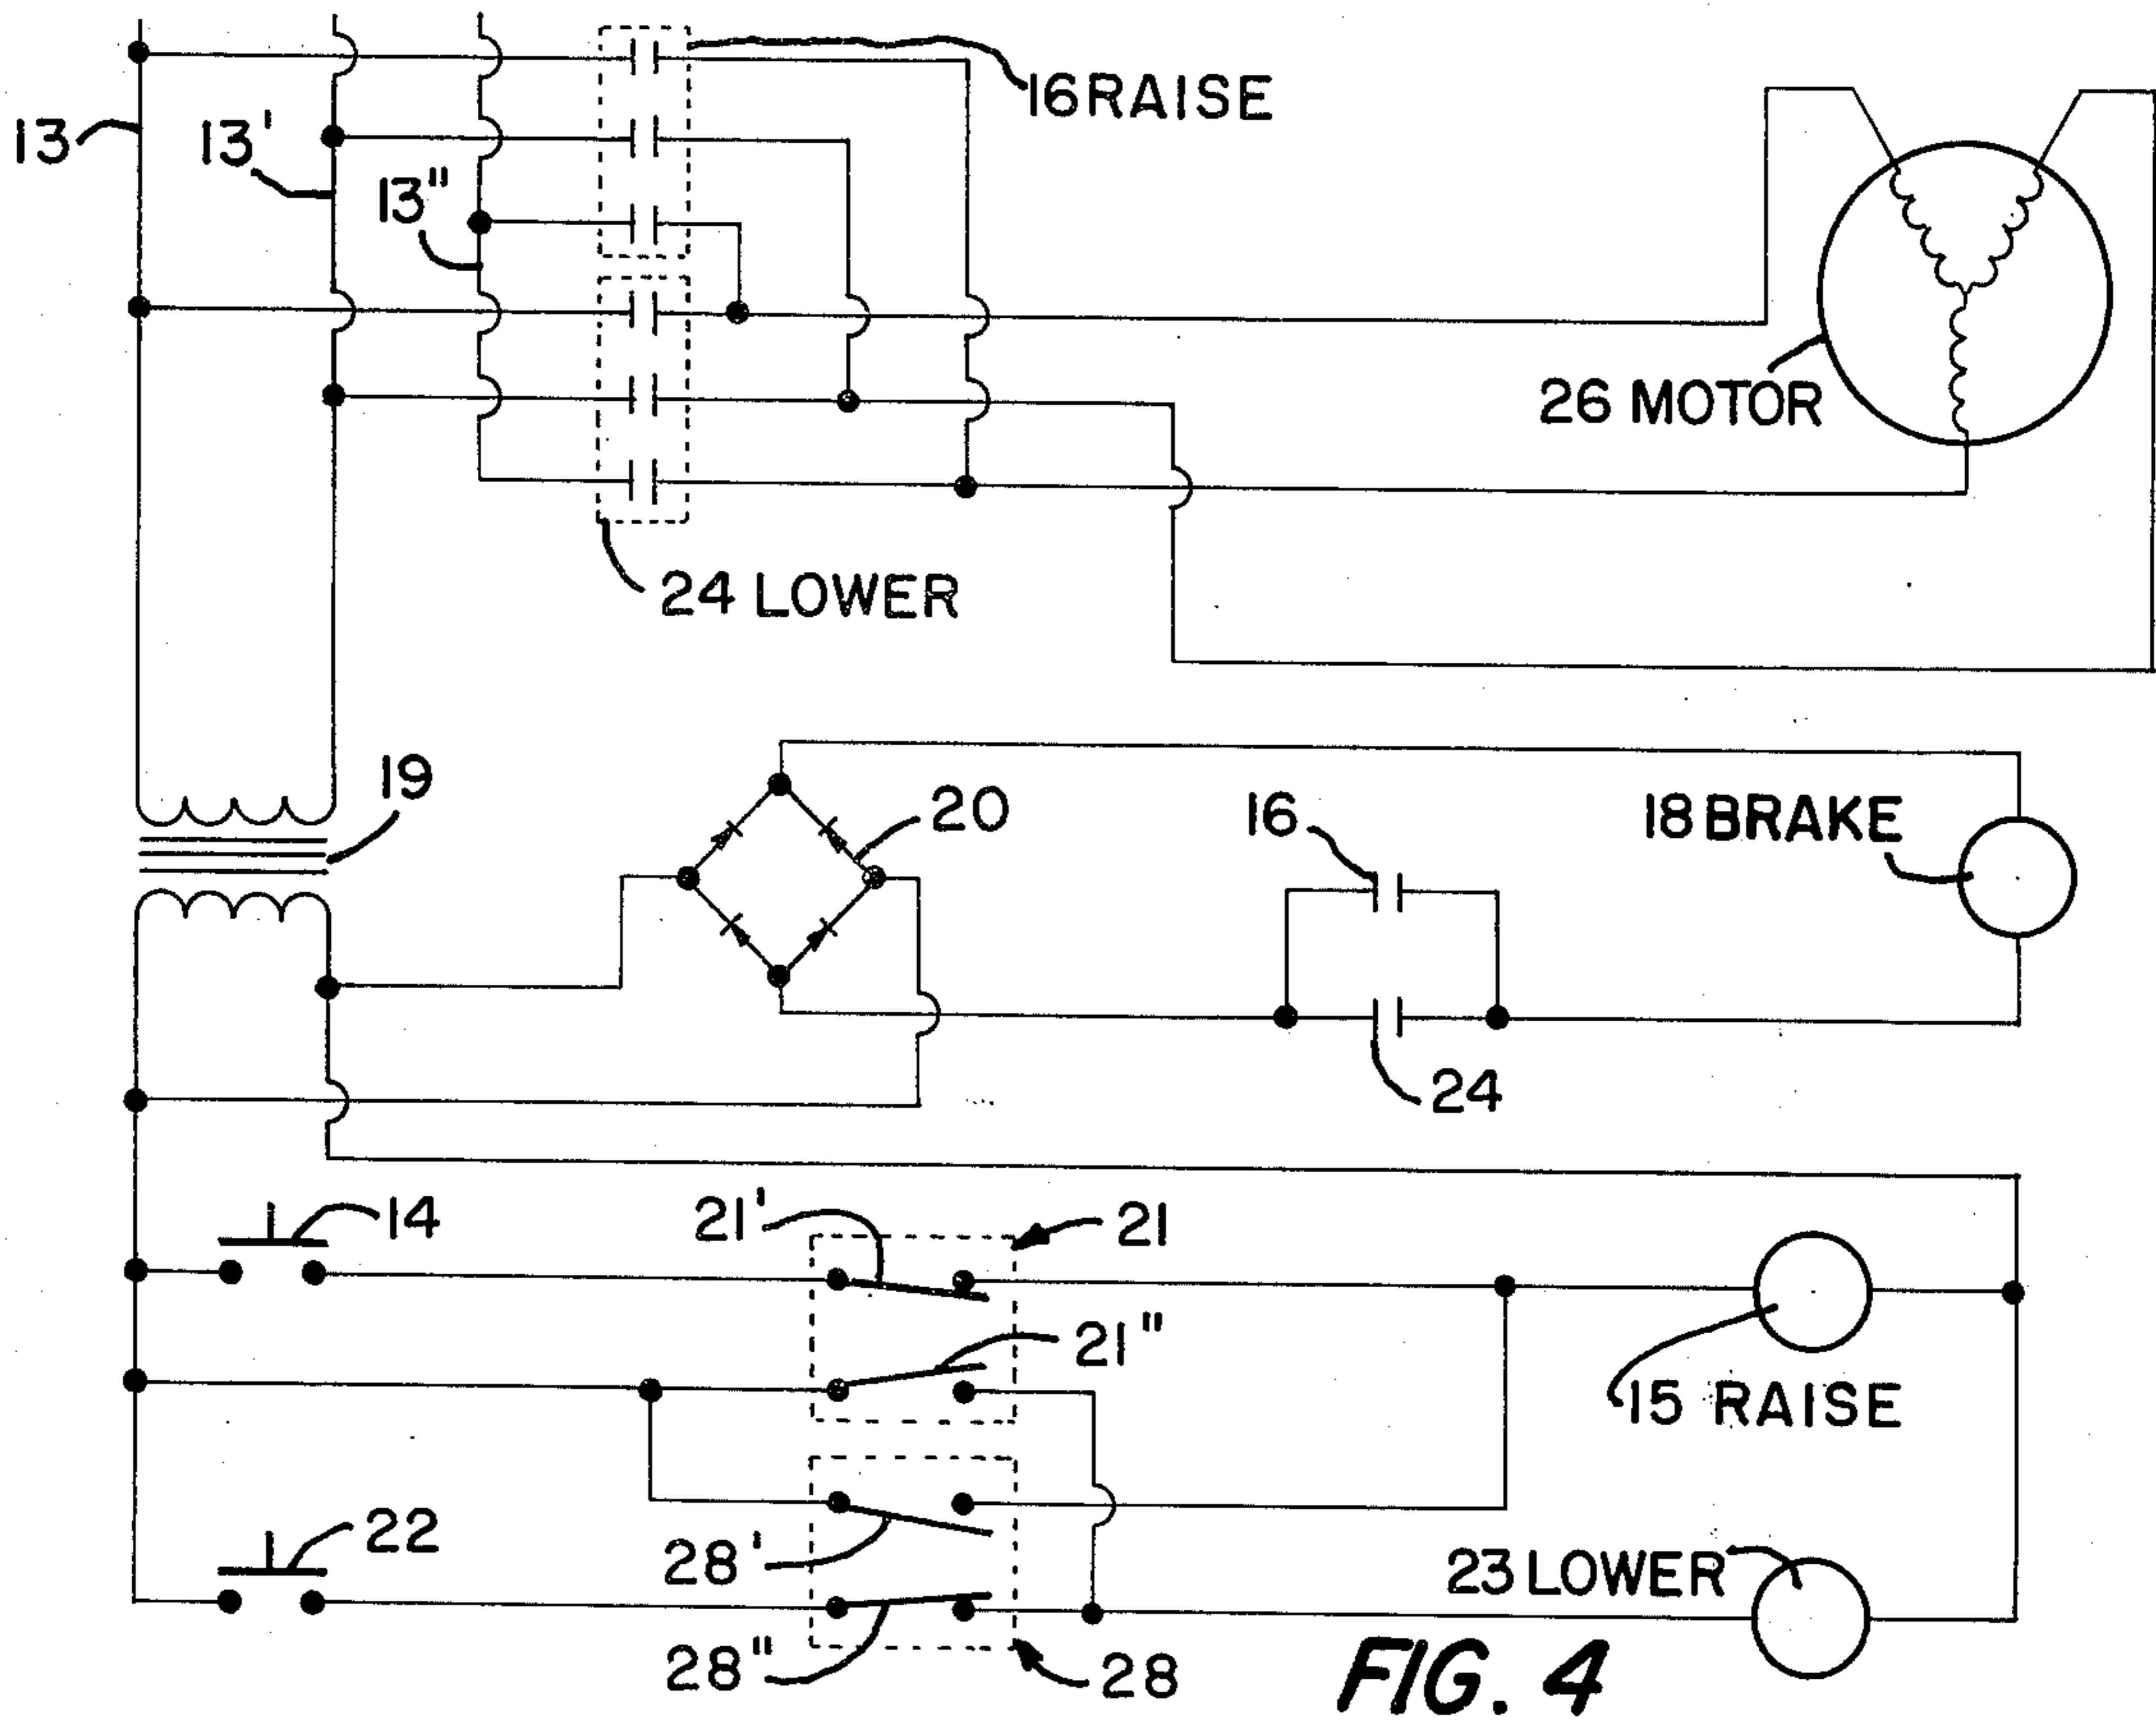 16 RAISE
13
13'
13"
26 MOTOR
24 LOWER
19
20
16
18 BRAKE
24
14
21'
21
21"
15 RAISE
22
28'
23 LOWER
28"
28
FIG. 4